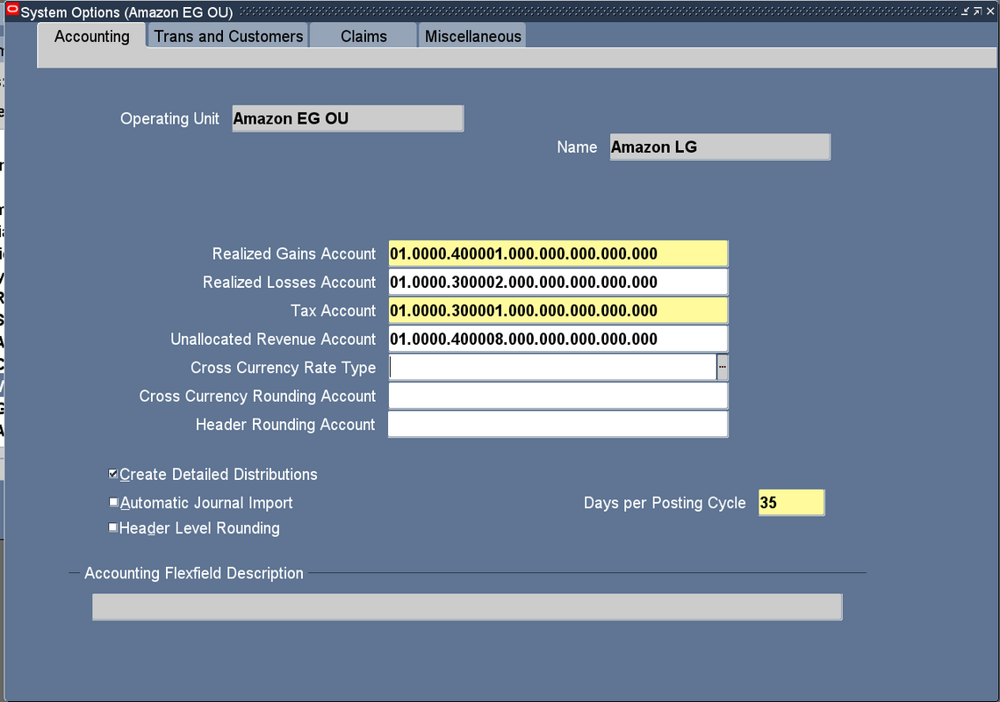 System Options (Amazon EG OU)
Accounting Trans and Customers Claims Miscellaneous
Operating Unit Amazon EG OU
Name Amazon LG
Realized Gains Account 01.0000.400001.000.000.000.000.000
Realized Losses Account 01.0000.300002.000.000.000.000.000
Tax Account 01.0000.300001.000.000.000.000.000
Unallocated Revenue Account 01.0000.400008.000.000.000.000.000
Cross Currency Rate Type
Cross Currency Rounding Account
Header Rounding Account
Create Detailed Distributions
Automatic Journal Import Days per Posting Cycle 35
Header Level Rounding
Accounting Flexfield Description